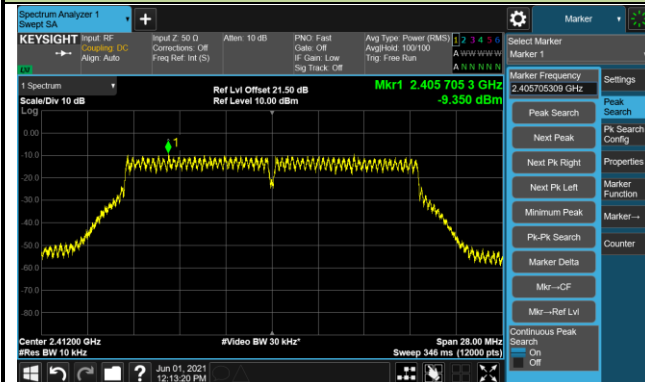 Spectrum Analyzer 1
Swept SA
Marker
KEYSIGHT
Input: RF
Coupling: DC
Align: Auto
Input Z: 50 Ω
Corrections: Off
Freq Ref: Int (S)
Atten: 10 dB
PNO: Fast
Gate: Off
IF Gain: Low
Sig Track: Off
Avg Type: Power (RMS)
Avg|Hold: 100/100
Trig: Free Run
1 2 3 4 5 6
A W W W W W
A N N N N N
Select Marker
Marker 1
1 Spectrum
Scale/Div 10 dB
Log
Ref Lvl Offset 21.50 dB
Ref Level 10.00 dBm
Mkr1 2.405 705 3 GHz
-9.350 dBm
1
0.00
-10.0
-20.0
-30.0
-40.0
-50.0
-60.0
-70.0
-80.0
Center 2.41200 GHz
#Res BW 10 kHz
#Video BW 30 kHz*
Span 28.00 MHz
Sweep 346 ms (12000 pts)
Jun 01, 2021
12:13:20 PM
Marker Frequency
2.405705309 GHz
Peak Search
Next Peak
Next Pk Right
Next Pk Left
Minimum Peak
Pk-Pk Search
Marker Delta
Mkr→CF
Mkr→Ref Lvl
Continuous Peak
Search
On
Off
Settings
Peak
Search
Pk Search
Config
Properties
Marker
Function
Marker→
Counter